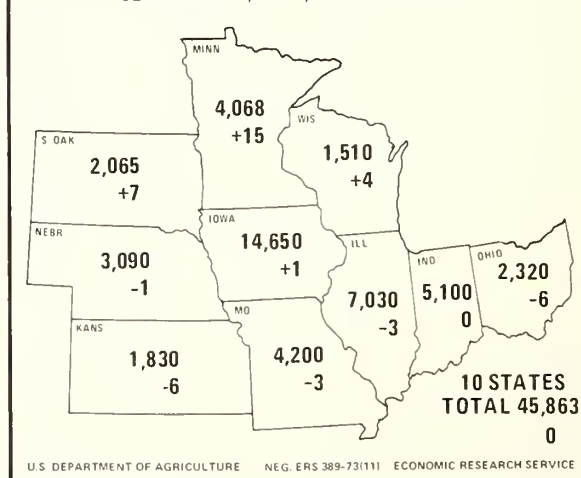 MINN
4,068
+15
WIS
1,510
+4
S DAK
2,065
+7
NEBR
3,090
-1
IOWA
14,650
+1
ILL
7,030
-3
IND
5,100
0
OHIO
2,320
-6
KANS
1,830
-6
MO
4,200
-3
10 STATES
TOTAL 45,863
0
U.S DEPARTMENT OF AGRICULTURE NEG. ERS 389-73(11) ECONOMIC RESEARCH SERVICE